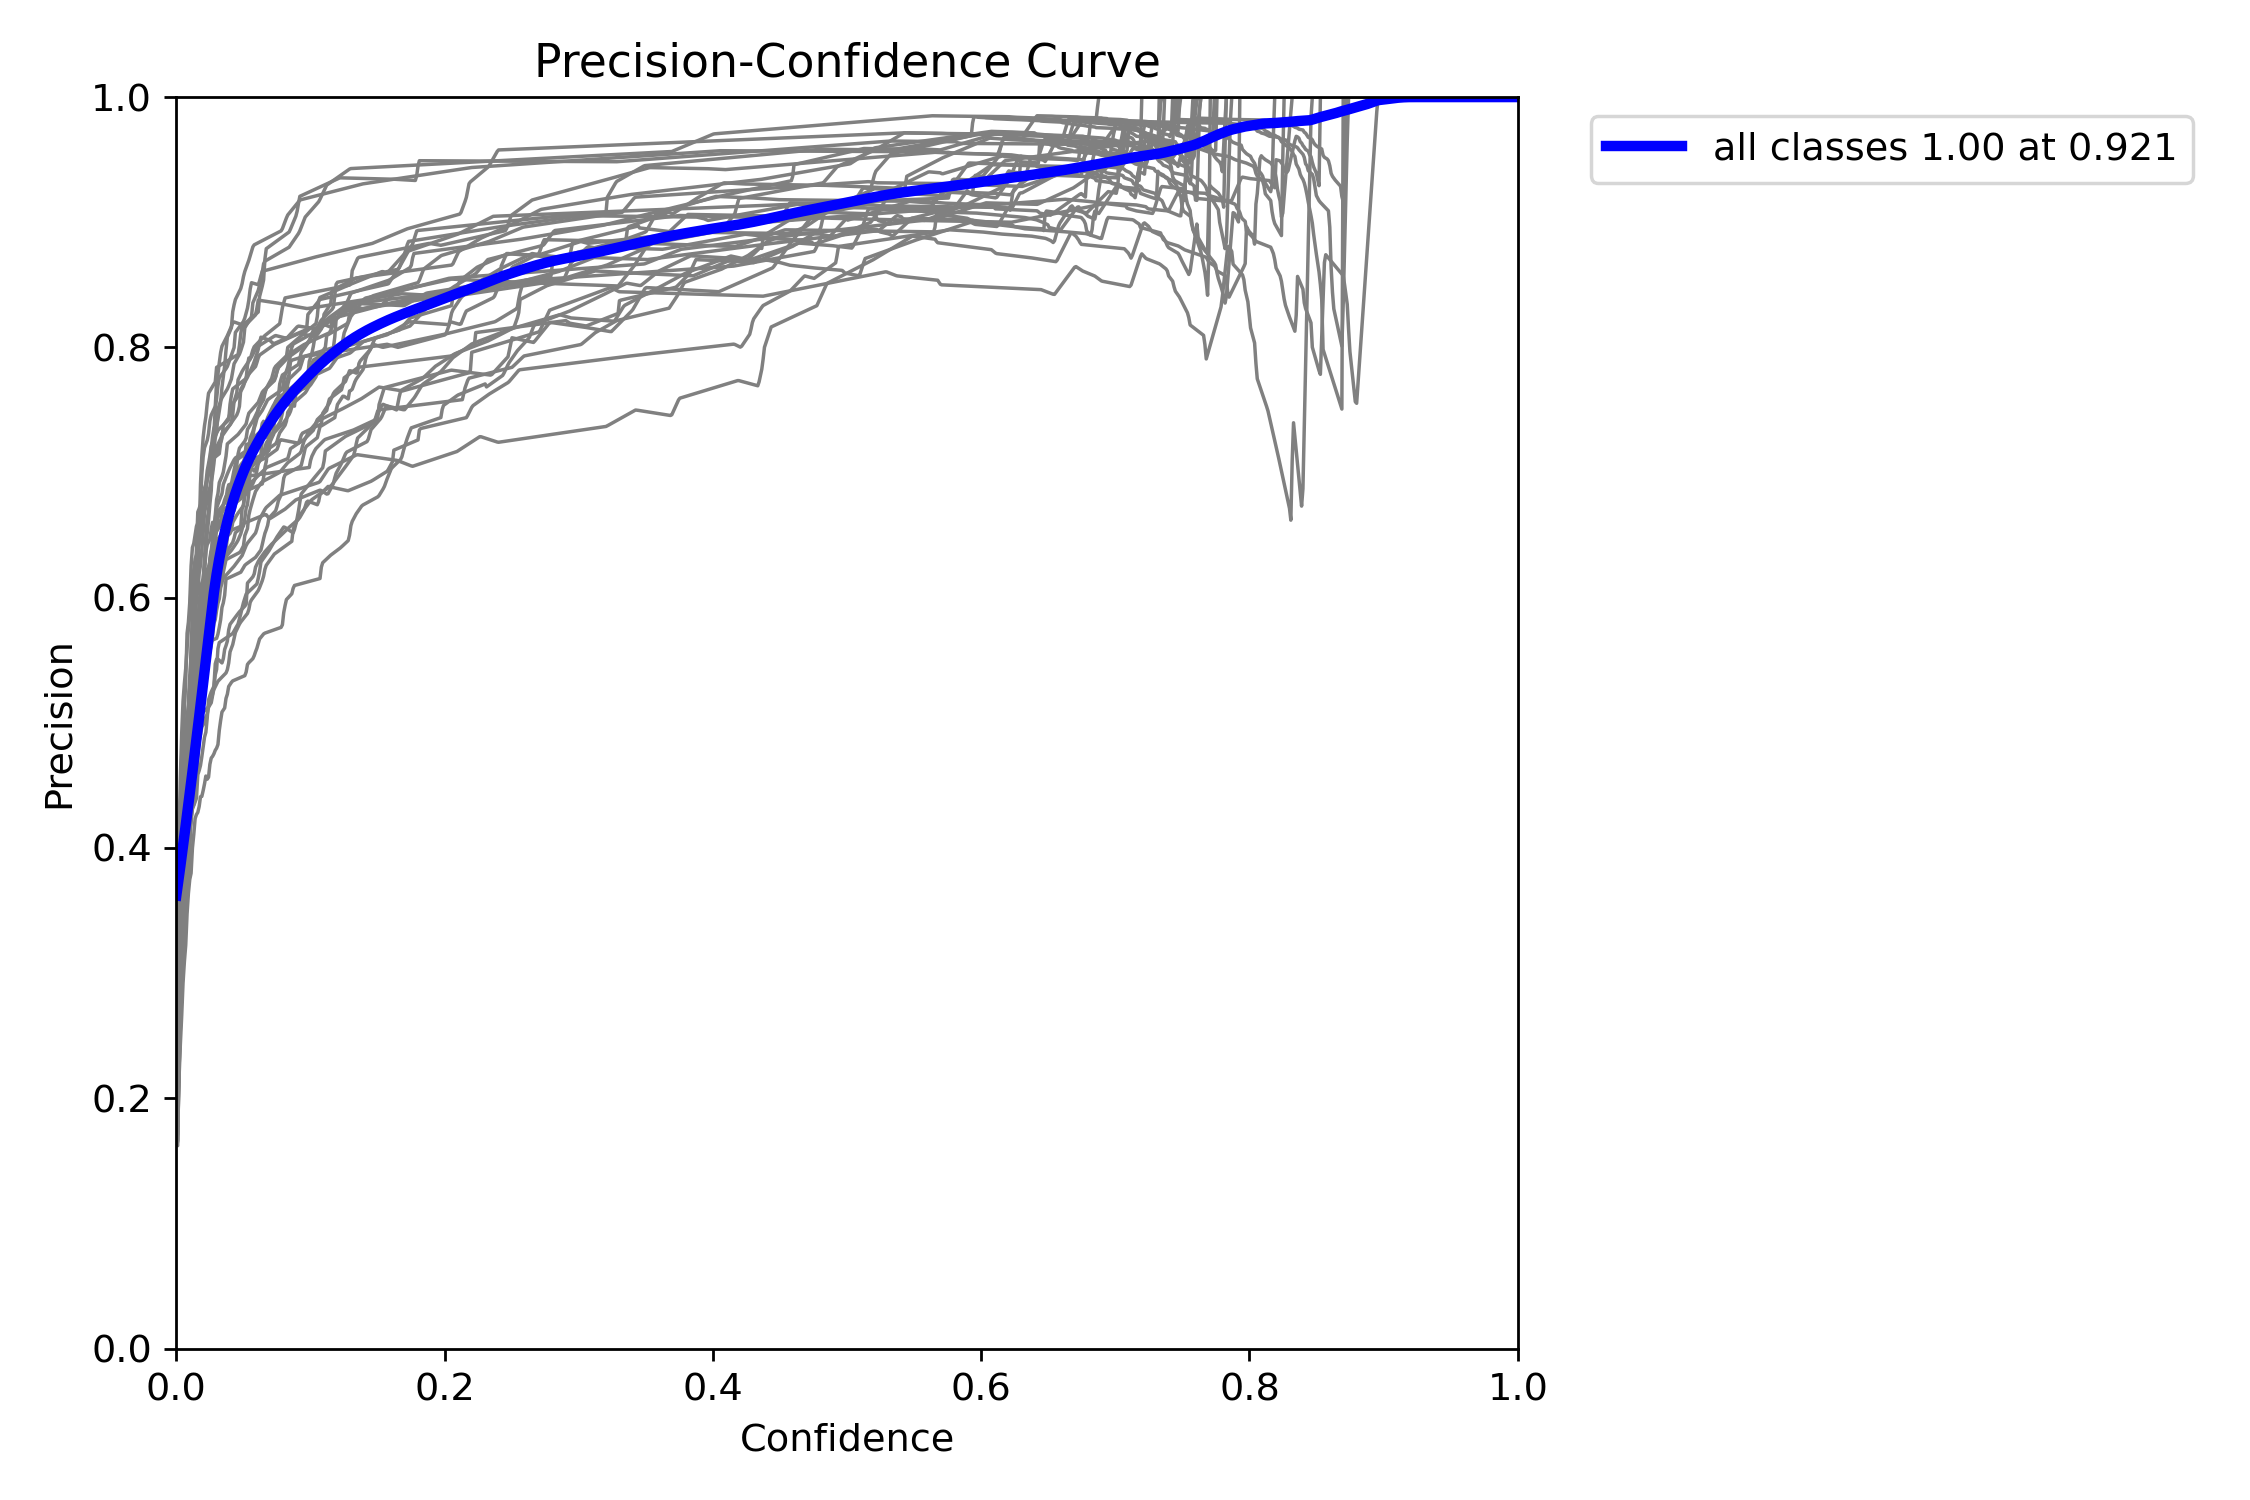 Precision-Confidence Curve
1.0
0.8
0.6
0.4
0.2
0.0
Precision
0.0 0.2 0.4 0.6 0.8 1.0
Confidence
all classes 1.00 at 0.921